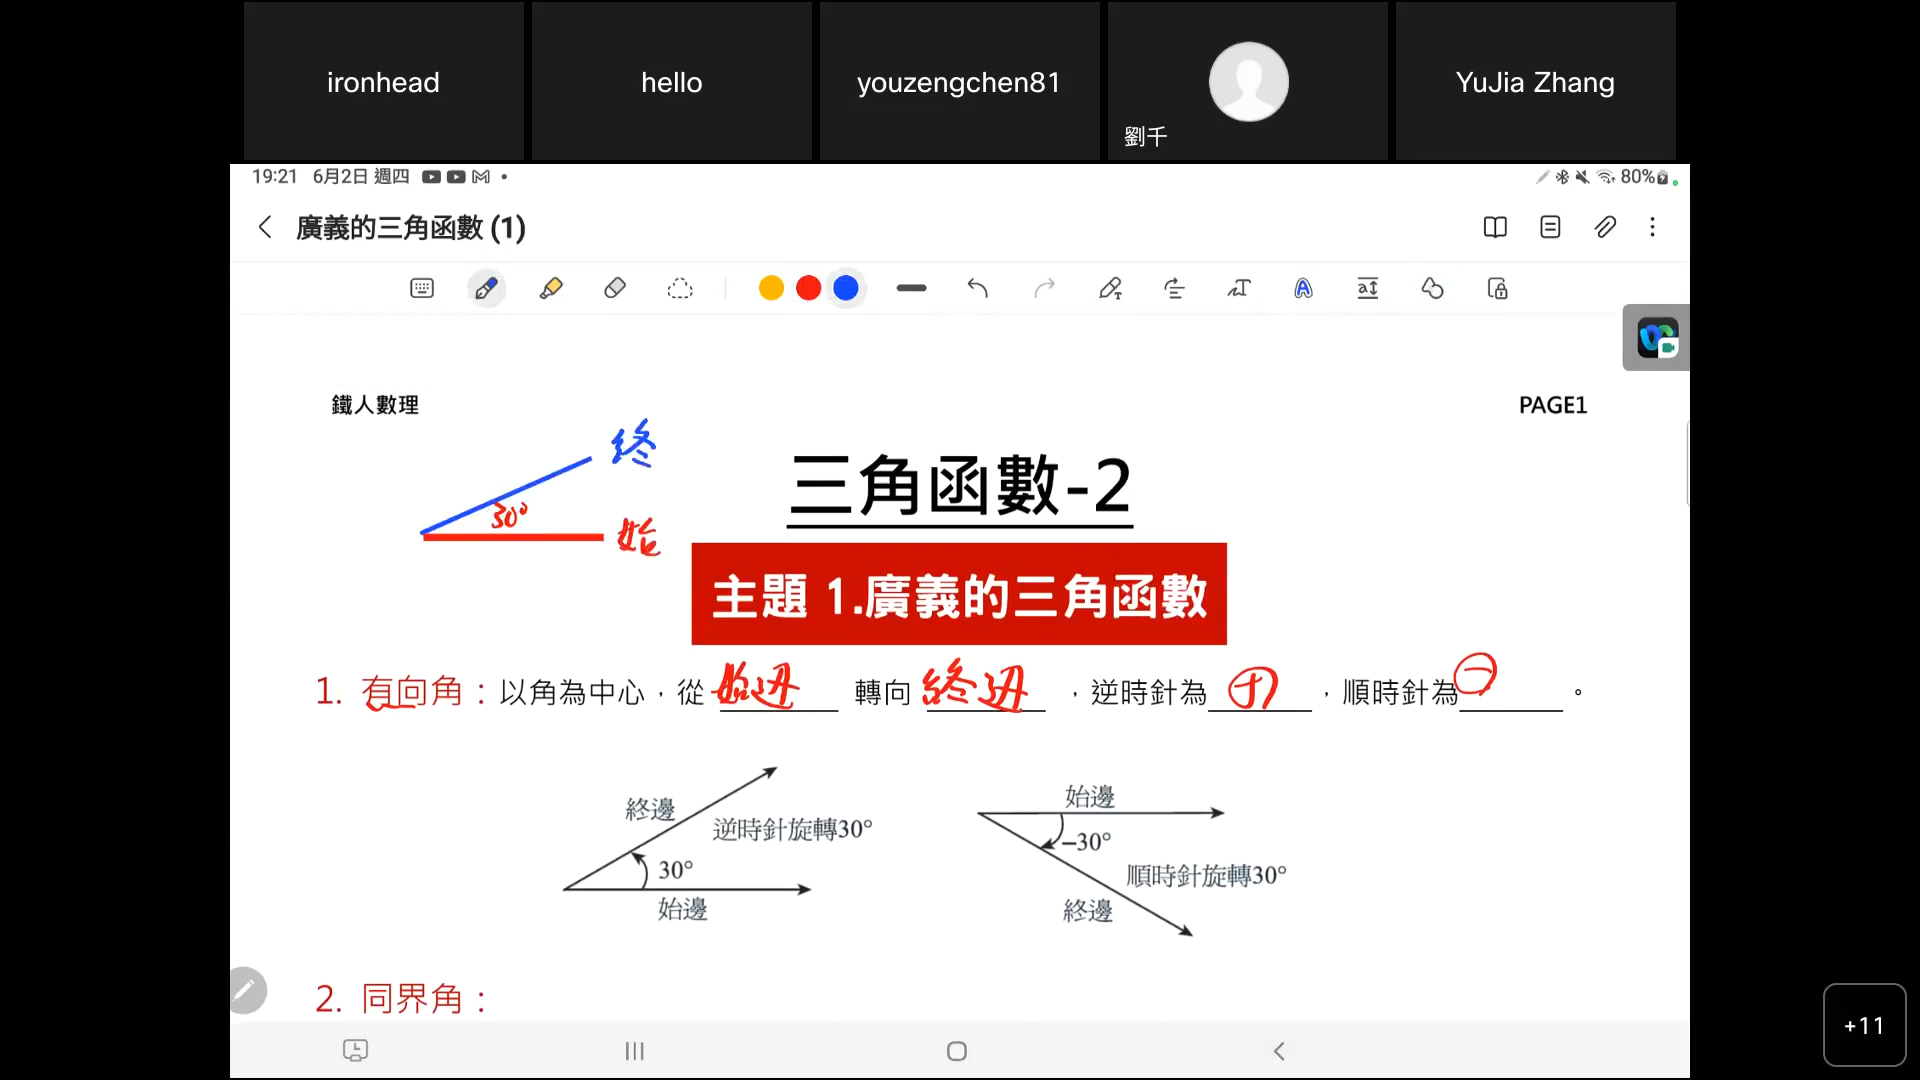 ironhead
hello
youzengchen81
劉千
YuJia Zhang
19:21 6月2日 週四
80%
廣義的三角函數 (1)
鐵人數理
PAGE1
終
30°
始
三角函數-2
主題 1.廣義的三角函數
1. 有向角：以角為中心，從 始边 轉向 終边 ，逆時針為 (+) ，順時針為 (-) 。
終邊
逆時針旋轉30°
30°
始邊
始邊
−30°
順時針旋轉30°
終邊
2. 同界角：
+11